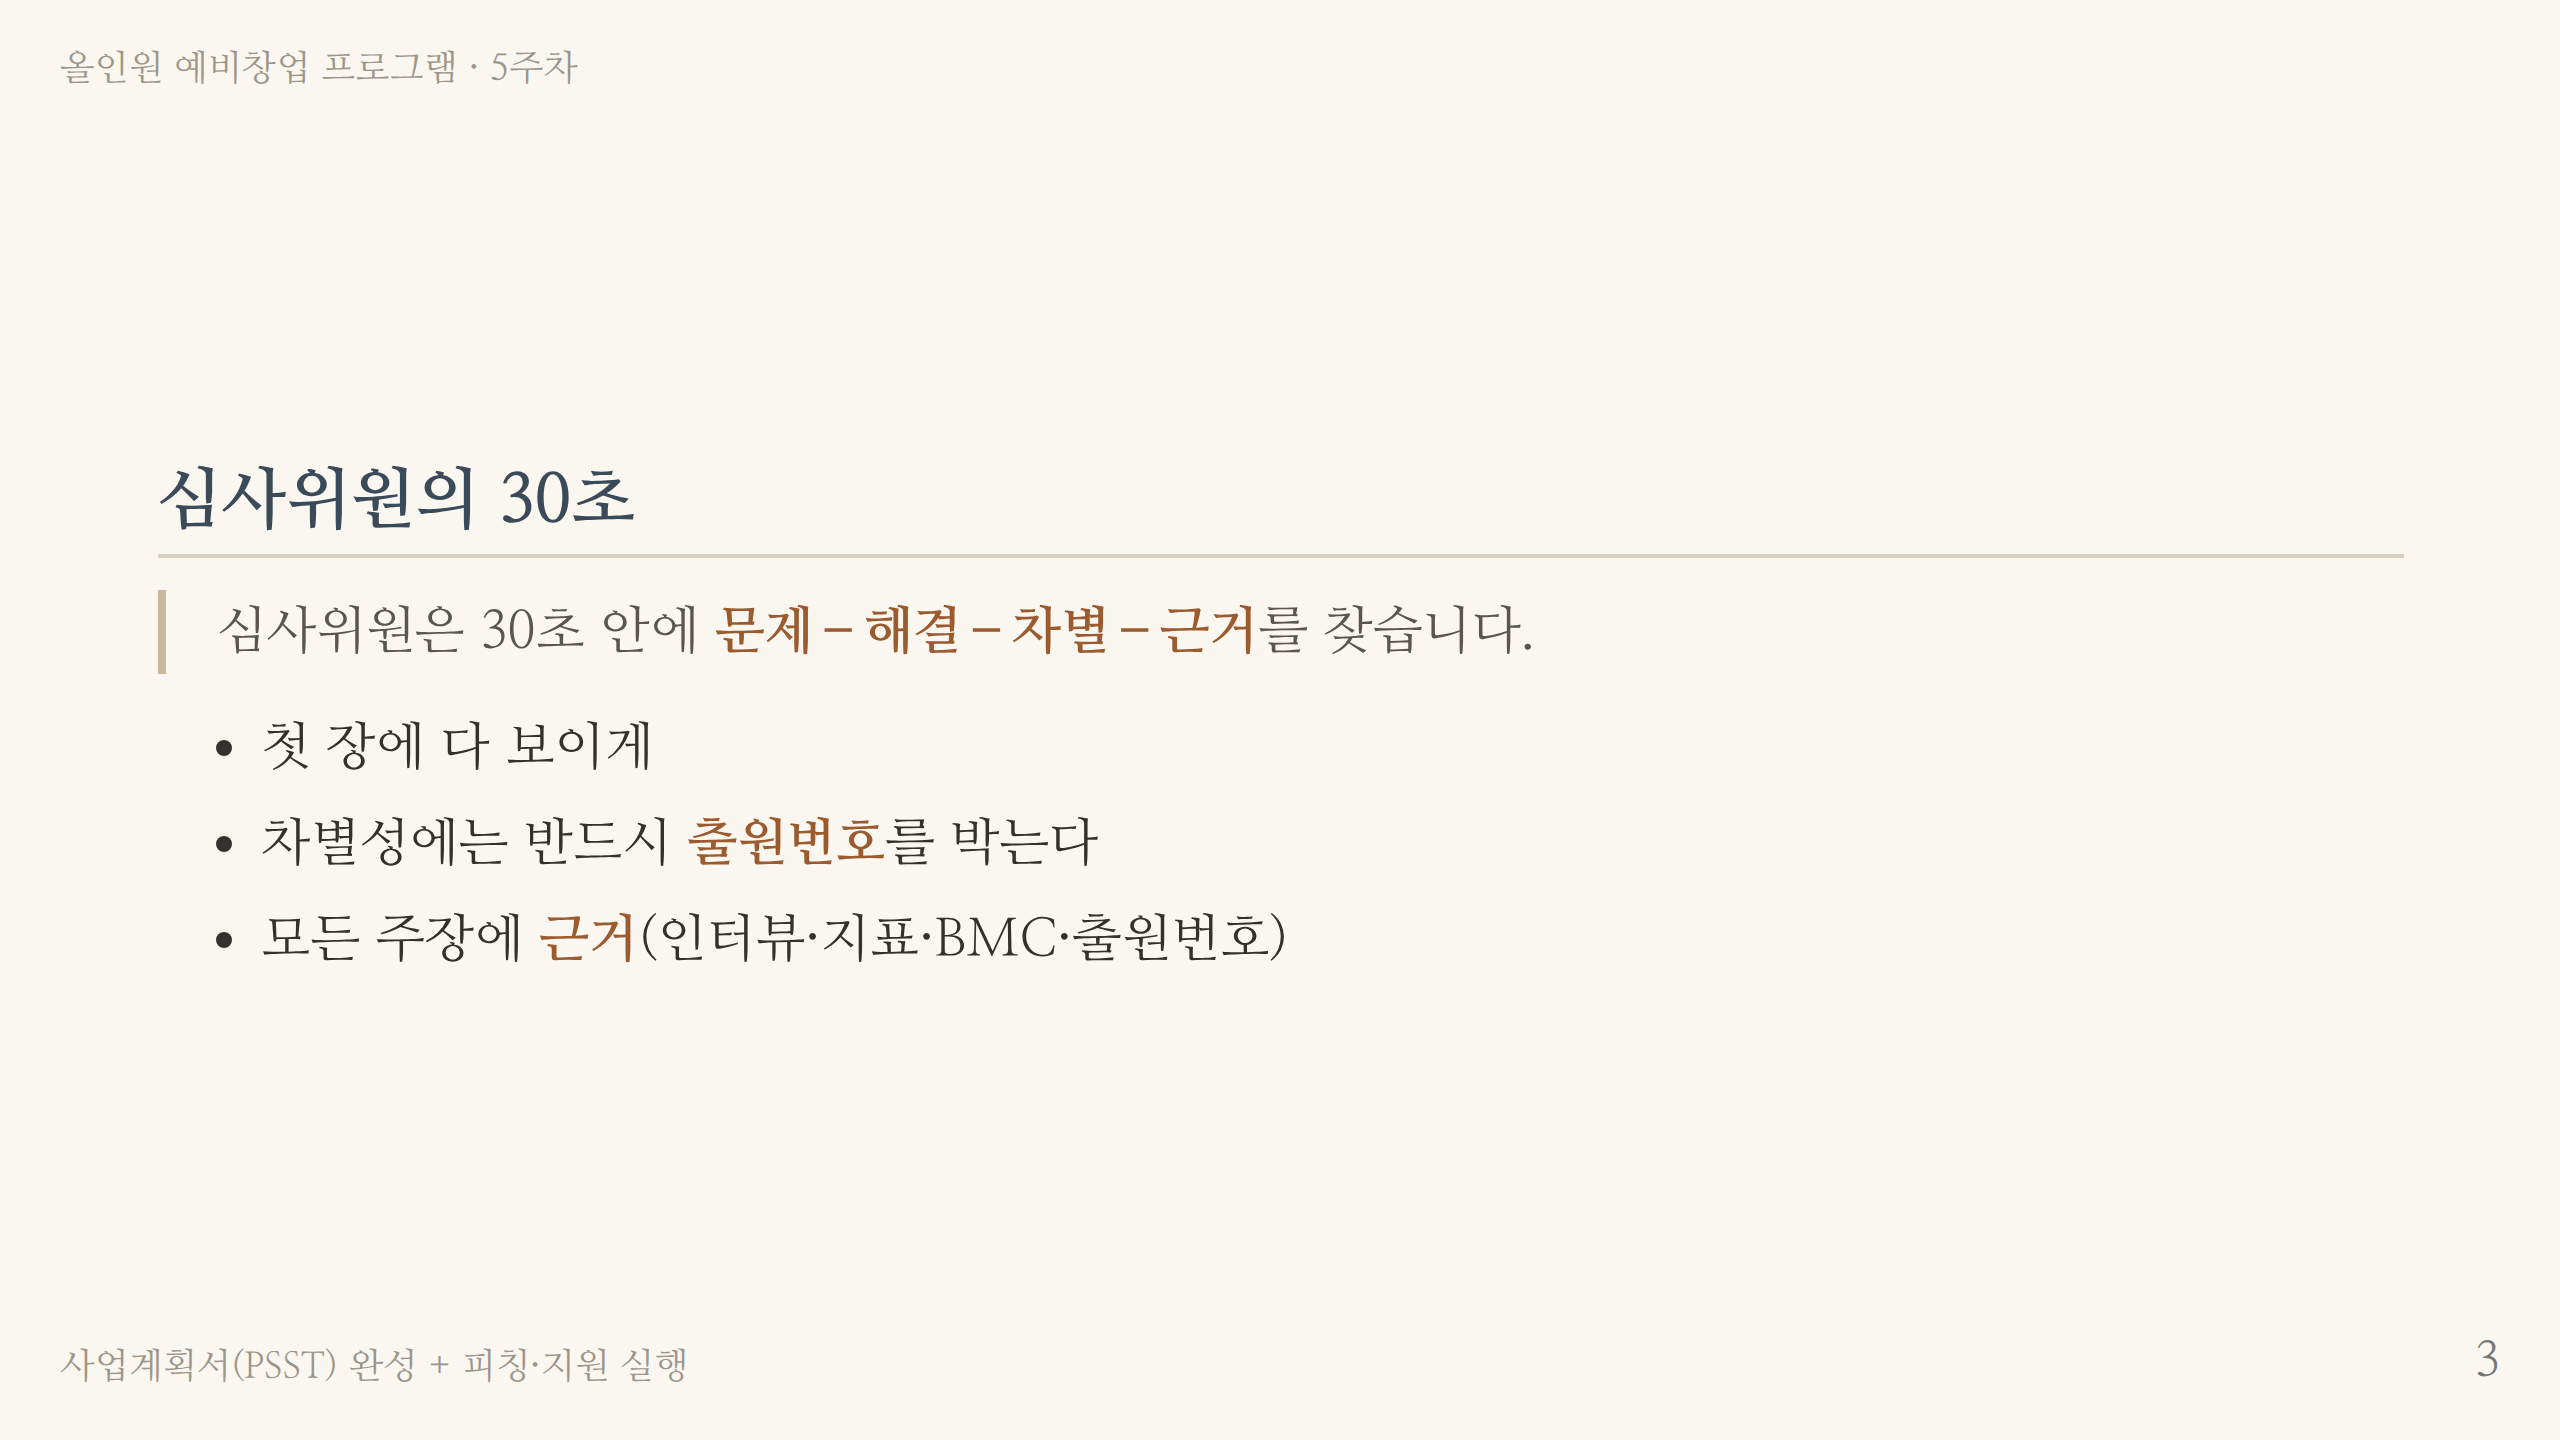 올인원 예비창업 프로그램 · 5주차
심사위원의 30초
심사위원은 30초 안에 문제 – 해결 – 차별 – 근거를 찾습니다.
• 첫 장에 다 보이게
• 차별성에는 반드시 출원번호를 박는다
• 모든 주장에 근거(인터뷰·지표·BMC·출원번호)
사업계획서(PSST) 완성 + 피칭·지원 실행
3